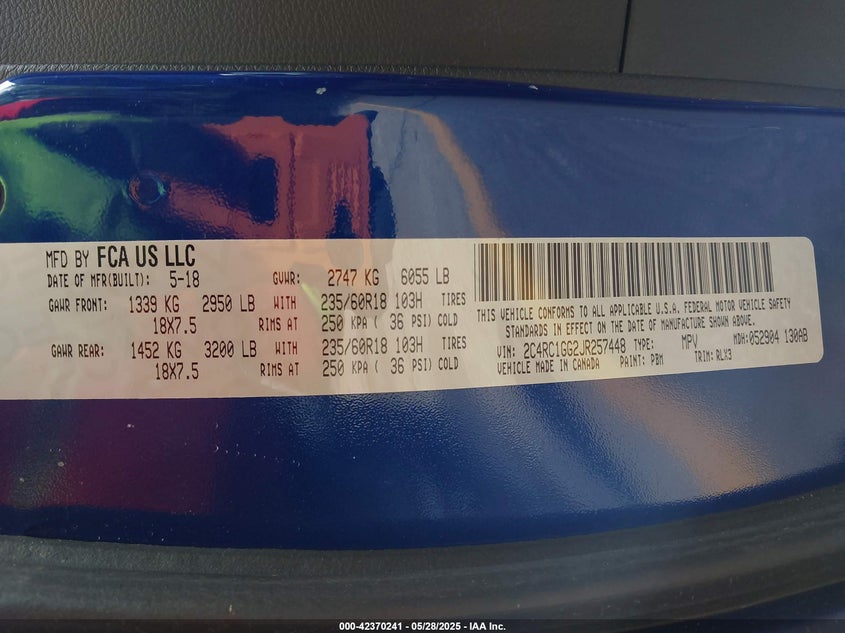 MFD BY FCA US LLC
DATE OF MFR(BUILT): 5-18 GVWR: 2747 KG 6055 LB
GAWR FRONT: 1339 KG 2950 LB WITH 235/60R18 103H TIRES
18X7.5 RIMS AT 250 KPA ( 36 PSI) COLD
GAWR REAR: 1452 KG 3200 LB WITH 235/60R18 103H TIRES
18X7.5 RIMS AT 250 KPA ( 36 PSI) COLD
THIS VEHICLE CONFORMS TO ALL APPLICABLE U.S.A. FEDERAL MOTOR VEHICLE SAFETY
STANDARDS IN EFFECT ON THE DATE OF MANUFACTURE SHOWN ABOVE.
VIN: 2C4RC1GG2JR257448 TYPE: MPV MDH:052904 130AB
VEHICLE MADE IN CANADA PAINT: PBM TRIM: RLX3
000-42370241 - 05/28/2025 - IAA Inc.